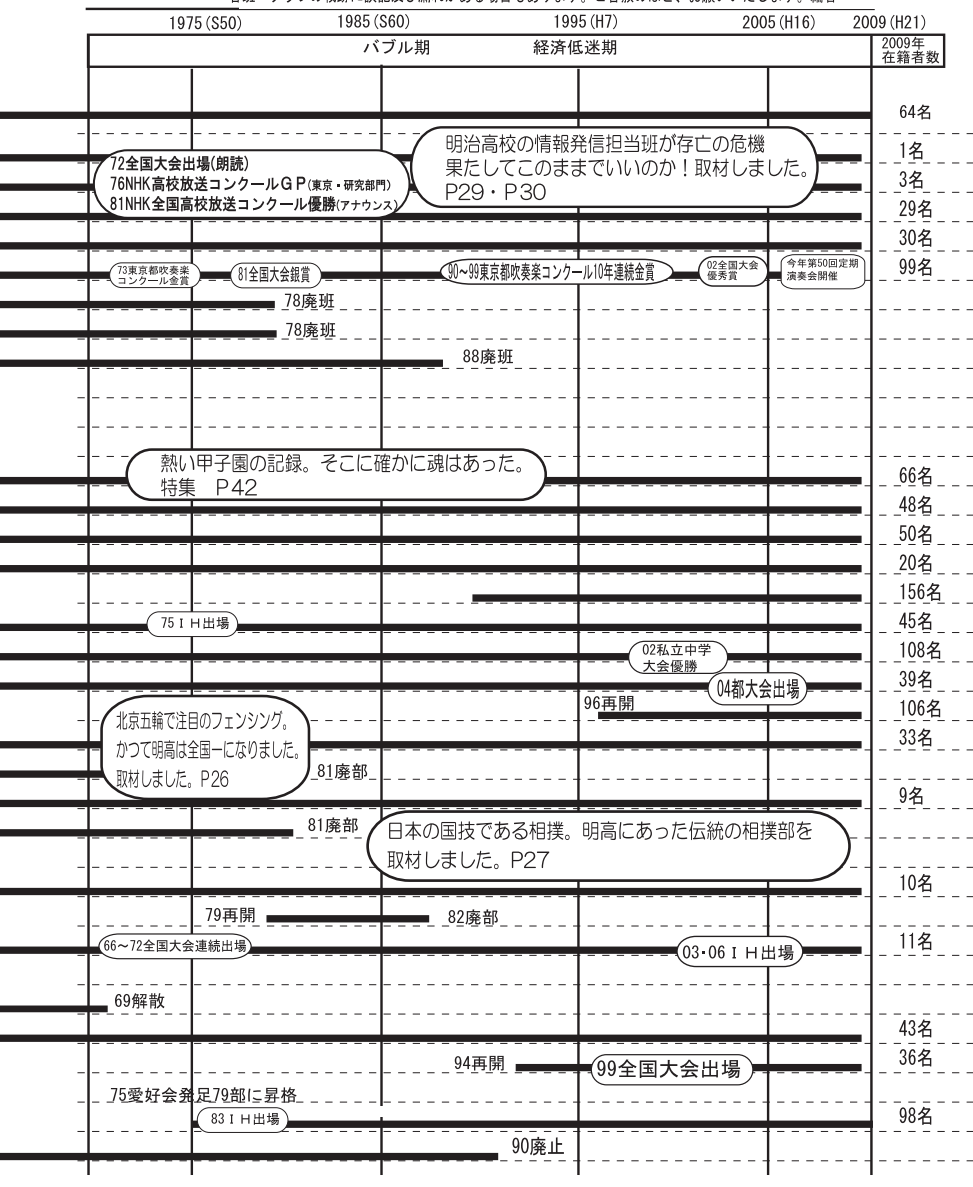 1975(S50)
1985(S60)
1995(H7)
2005(H16)
2009(H21)
バブル期
経済低迷期
2009年
在籍者数
64名
明治高校の情報発信担当班が存亡の危機
果たしてこのままでいいのか！取材しました。
P29・P30
72全国大会出場(朗読)
76NHK高校放送コンクールＧＰ(東京・研究部門)
81NHK全国高校放送コンクール優勝(アナウンス)
1名
3名
29名
30名
73東京都吹奏楽
コンクール金賞
81全国大会銀賞
90～99東京都吹奏楽コンクール10年連続金賞
02全国大会
優秀賞
今年第50回定期
演奏会開催
99名
78廃班
78廃班
88廃班
熱い甲子園の記録。そこに確かに魂はあった。
特集　P42
66名
48名
50名
20名
156名
75ＩＨ出場
45名
02私立中学
大会優勝
108名
04都大会出場
39名
96再開
106名
北京五輪で注目のフェンシング。
かつて明高は全国一になりました。
取材しました。P26
33名
81廃部
9名
81廃部
日本の国技である相撲。明高にあった伝統の相撲部を
取材しました。P27
10名
79再開
82廃部
66～72全国大会連続出場
03・06ＩＨ出場
11名
69解散
43名
94再開
99全国大会出場
36名
75愛好会発足79部に昇格
83ＩＨ出場
98名
90廃止